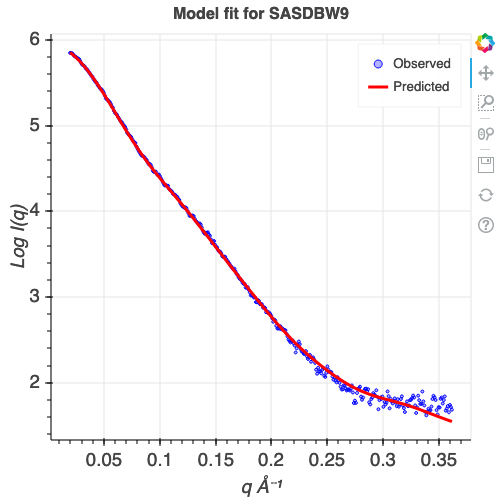 Model fit for SASDBW9
Observed
Predicted
6
5
4
3
2
Log I(q)
0.05
0.1
0.15
0.2
0.25
0.3
0.35
q Å⁻¹